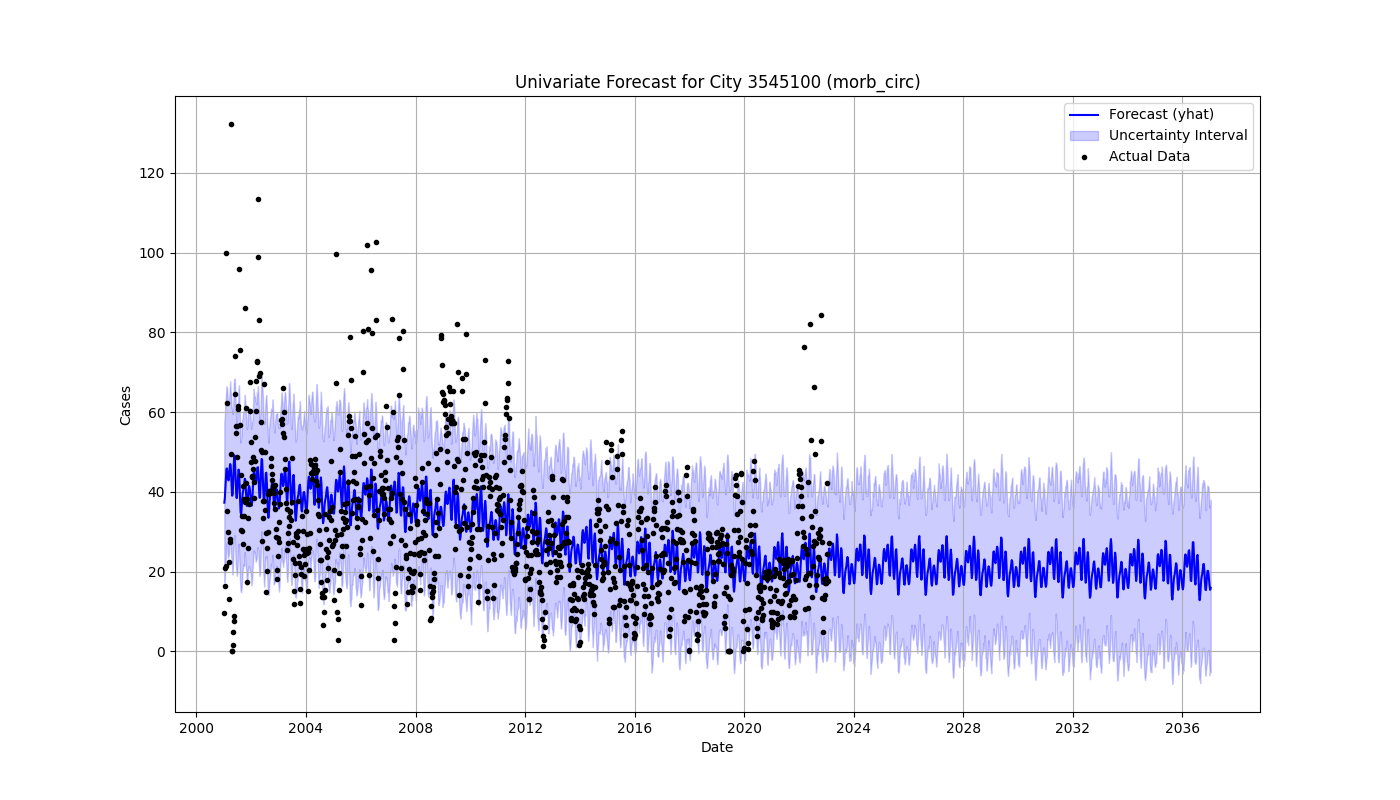 Univariate Forecast for City 3545100 (morb_circ)
Forecast (yhat)
Uncertainty Interval
Actual Data
120
100
80
60
40
20
0
Cases
2000 2004 2008 2012 2016 2020 2024 2028 2032 2036
Date